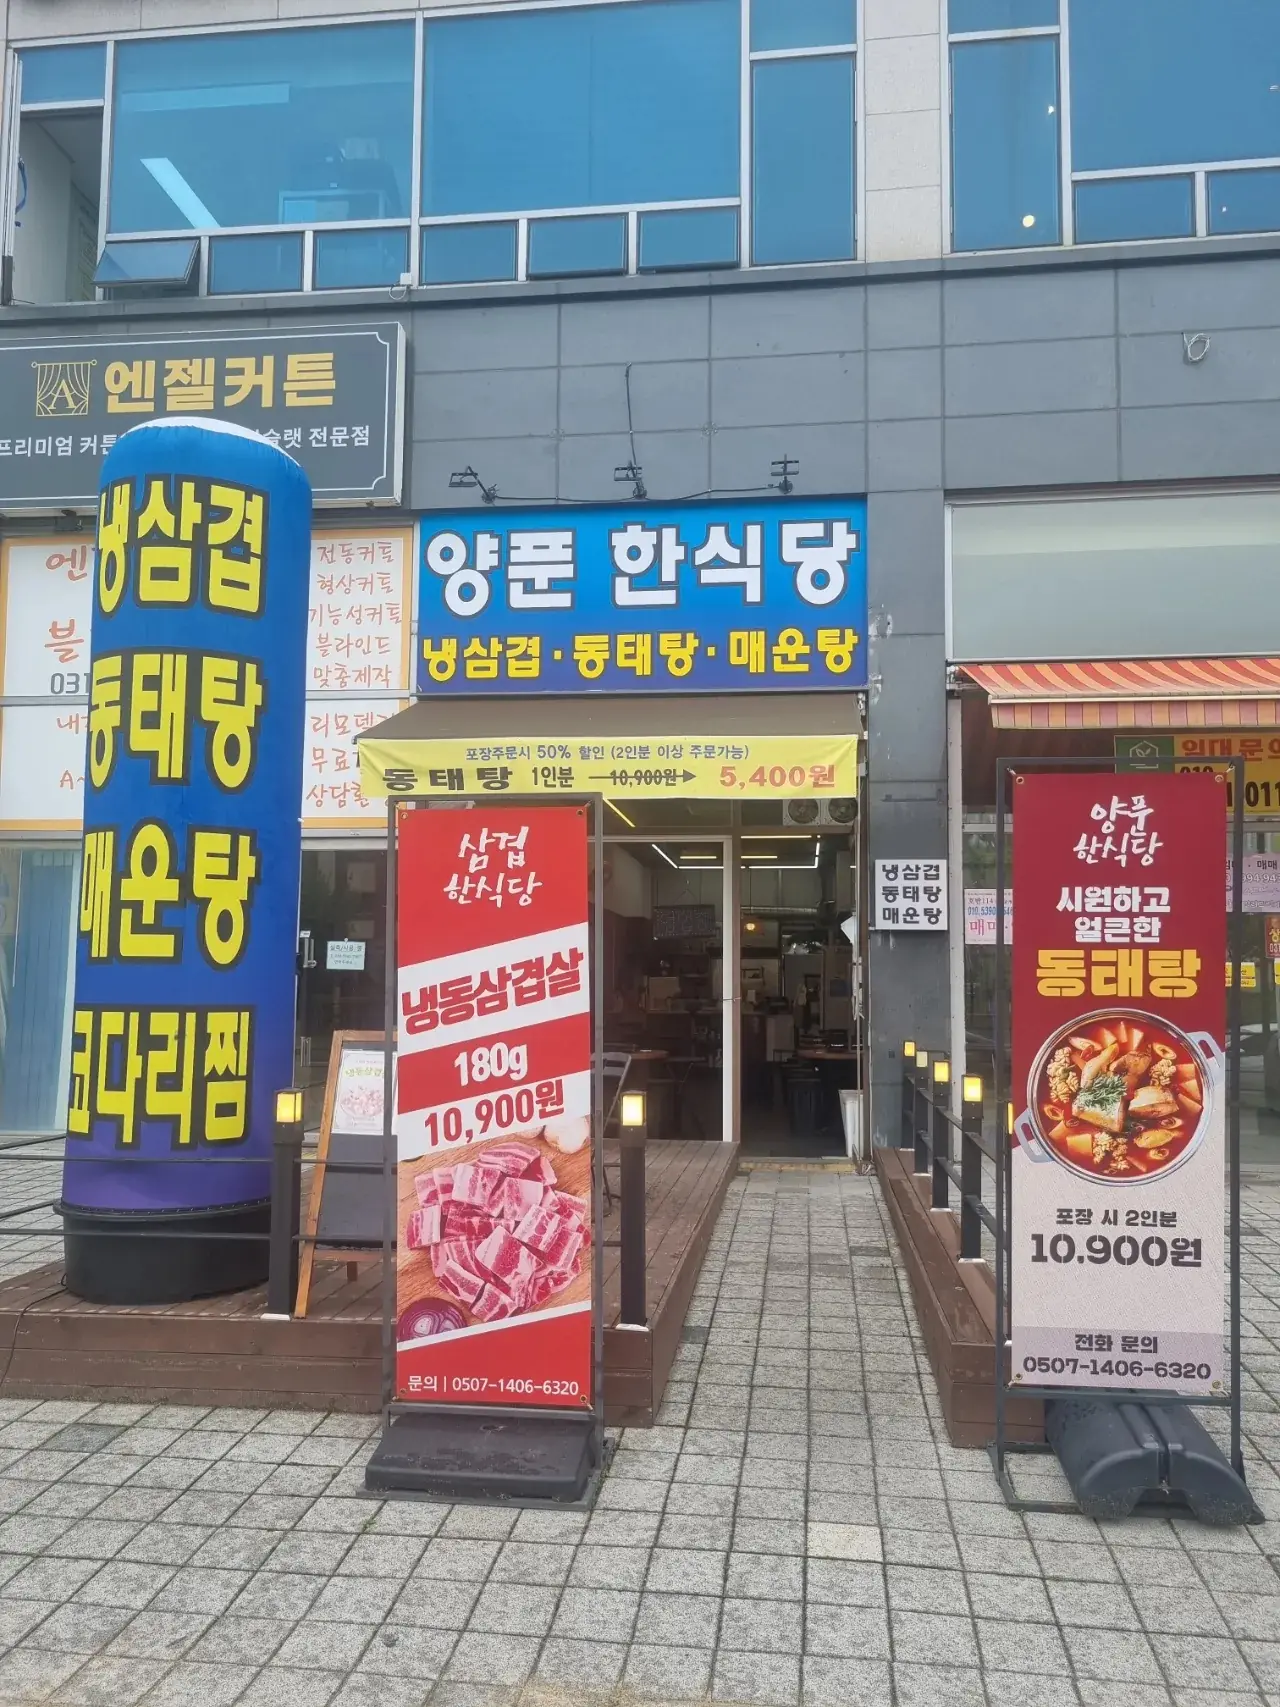 엔젤커튼
프리미엄 커튼
슬랫 전문점
전동커튼
형상커튼
기능성커튼
블라인드
맞춤제작
031
무료
냉삼겹
동태탕
매운탕
코다리찜
양푼 한식당
냉삼겹·동태탕·매운탕
포장주문시 50% 할인 (2인분 이상 주문가능)
동태탕 1인분 10,900원 5,400원
삼겹
한식당
냉동삼겹살
180g
10,900원
문의 | 0507-1406-6320
냉삼겹
동태탕
매운탕
임대문의
양푼
한식당
시원하고
얼큰한
동태탕
포장 시 2인분
10,900원
전화 문의
0507-1406-6320